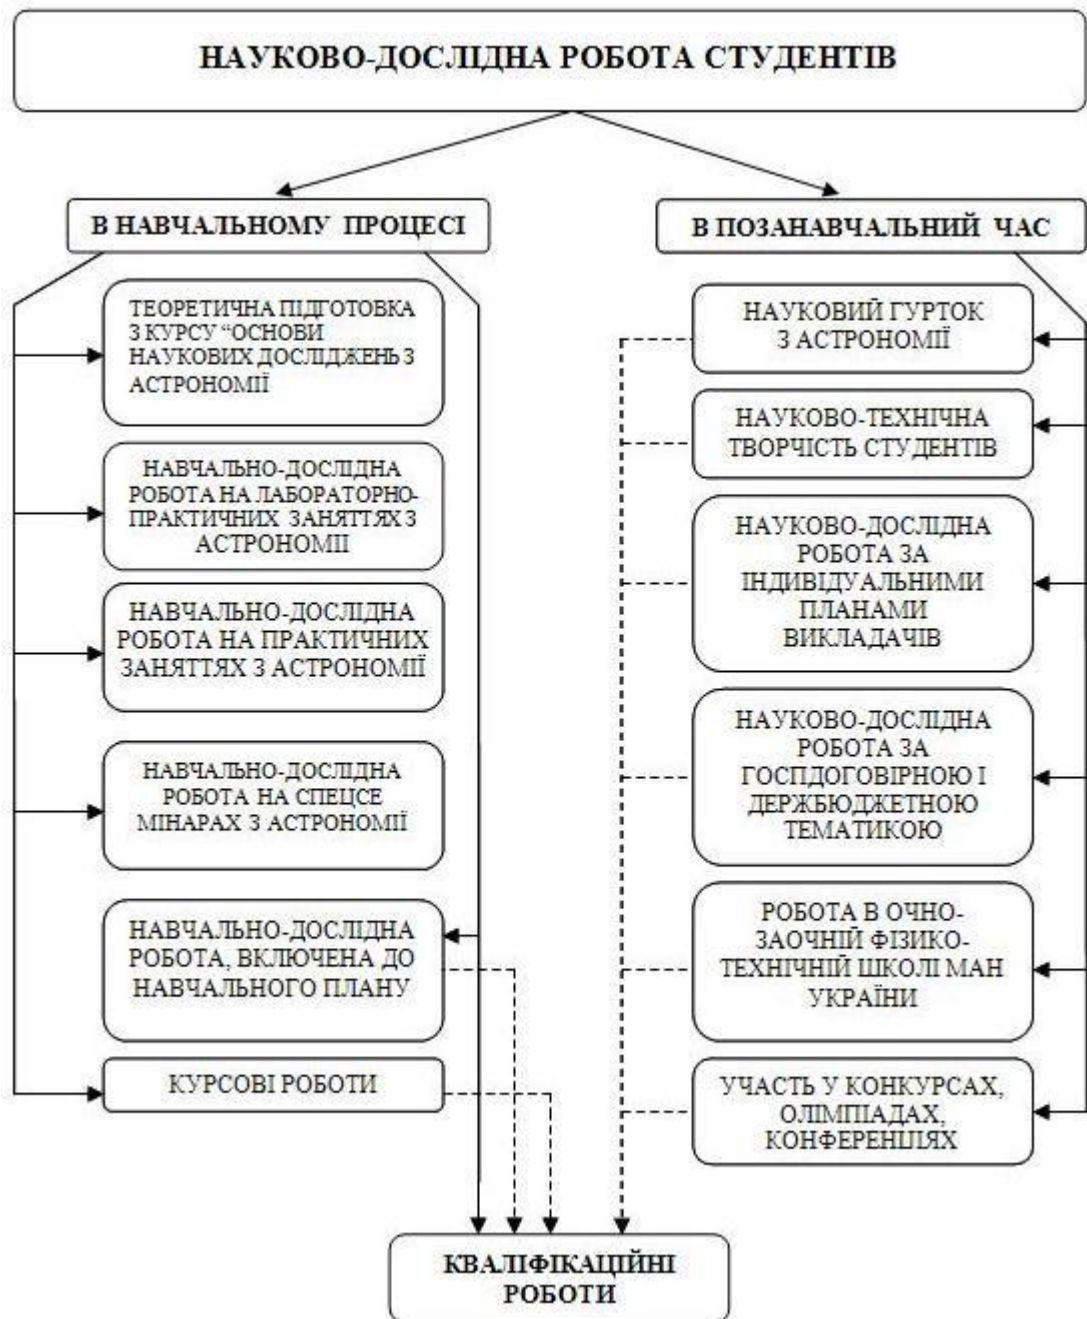 НАУКОВО-ДОСЛІДНА РОБОТА СТУДЕНТІВ
В НАВЧАЛЬНОМУ ПРОЦЕСІ
ТЕОРЕТИЧНА ПІДГОТОВКА
З КУРСУ “ОСНОВИ
НАУКОВИХ ДОСЛІДЖЕНЬ З
АСТРОНОМІЇ
НАВЧАЛЬНО-ДОСЛІДНА
РОБОТА НА ЛАБОРАТОРНО-
ПРАКТИЧНИХ ЗАНЯТТЯХ З
АСТРОНОМІІ
НАВЧАЛЬНО-ДОСЛІДНА
РОБОТА НА ПРАКТИЧНИХ
ЗАНЯТТЯХ З АСТРОНОМІЇ
НАВЧАЛЬНО-ДОСЛІДНА
РОБОТА НА СПЕЦСЕ
МІНАРАХ З АСТРОНОМІЇ
НАВЧАЛЬНО-ДОСЛІДНА
РОБОТА, ВКЛЮЧЕНА ДО
НАВЧАЛЬНОГО ПЛАНУ
КУРСОВІ РОБОТИ
В ПОЗАНАВЧАЛЬНИЙ ЧАС
НАУКОВИЙ ГУРТОК
З АСТРОНОМІЇ
НАУКОВО-ТЕХНІЧНА
ТВОРЧІСТЬ СТУДЕНТІВ
НАУКОВО-ДОСЛІДНА
РОБОТА ЗА
ІНДИВІДУАЛЬНИМИ
ПЛАНАМИ
ВИКЛАДАЧІВ
НАУКОВО-ДОСЛІДНА
РОБОТА ЗА
ГОСПДОГОВІРНОЮ І
ДЕРЖБЮДЖЕТНОЮ
ТЕМАТИКОЮ
РОБОТА В ОЧНО-
ЗАОЧНІЙ ФІЗИКО-
ТЕХНІЧНІЙ ШКОЛІ МАН
УКРАЇНИ
УЧАСТЬ У КОНКУРСАХ,
ОЛІМПІАДАХ,
КОНФЕРЕНЦІЯХ
КВАЛІФІКАЦІЙНІ
РОБОТИ